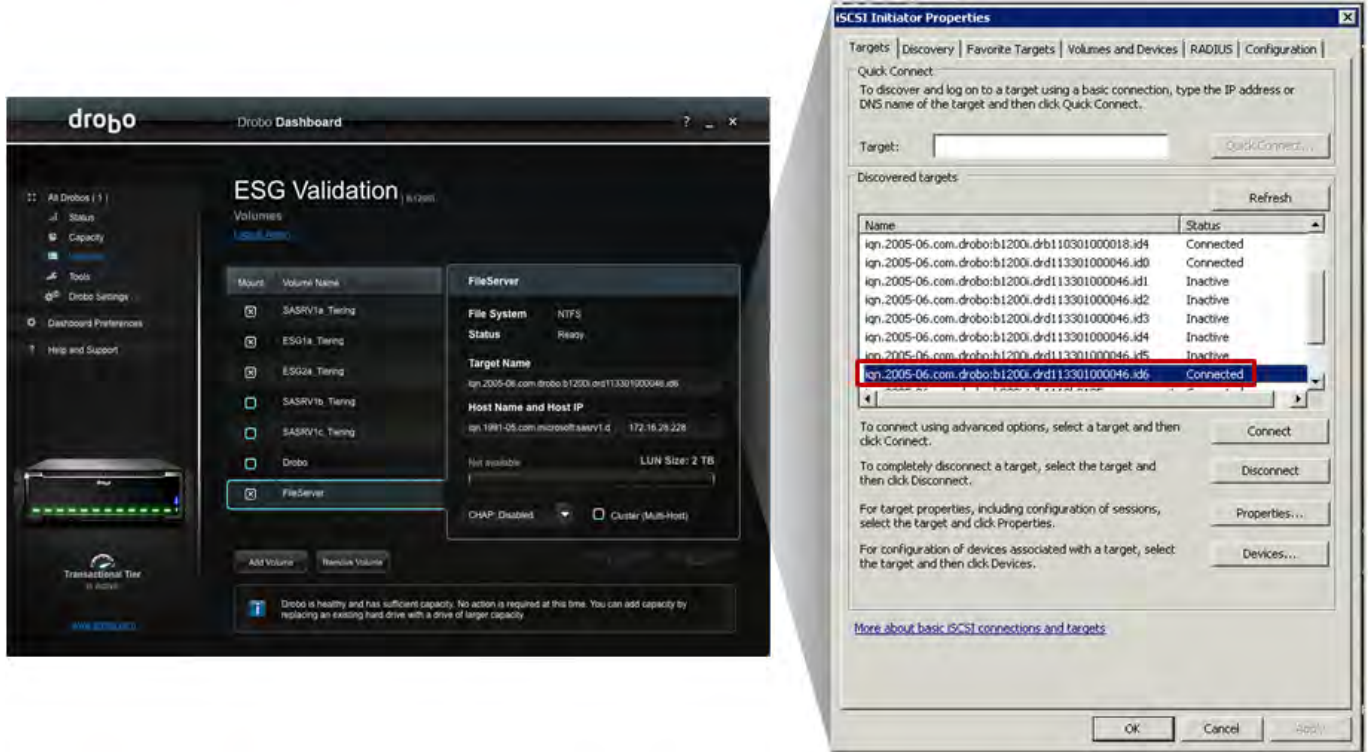 drobo
Drobo Dashboard
? _ ×
All Drobos ( 1 )
Status
Capacity
Tools
Drobo Settings
Dashboard Preferences
? Help and Support
Transactional Tier
is Active
ESG Validation | B1200i
Volumes
Mount Volume Name
SASRV1a_Tiering
ESG1a_Tiering
ESG2a_Tiering
SASRV1b_Tiering
SASRV1c_Tiering
Drobo
FileServer
FileServer
File System NTFS
Status Ready
Target Name
iqn.2005-06.com.drobo:b1200i.drd113301000046.id6
Host Name and Host IP
iqn.1991-05.com.microsoft:sasrv1.d 172.16.28.228
Not available LUN Size: 2 TB
CHAP: Disabled Cluster (Multi-Host)
Add Volume Remove Volume
Drobo is healthy and has sufficient capacity. No action is required at this time. You can add capacity by
replacing an existing hard drive with a drive of larger capacity
iSCSI Initiator Properties
Targets Discovery Favorite Targets Volumes and Devices RADIUS Configuration
Quick Connect
To discover and log on to a target using a basic connection, type the IP address or
DNS name of the target and then click Quick Connect.
Target: Quick Connect...
Discovered targets
Refresh
Name Status
iqn.2005-06.com.drobo:b1200i.drb110301000018.id4 Connected
iqn.2005-06.com.drobo:b1200i.drd113301000046.id0 Connected
iqn.2005-06.com.drobo:b1200i.drd113301000046.id1 Inactive
iqn.2005-06.com.drobo:b1200i.drd113301000046.id2 Inactive
iqn.2005-06.com.drobo:b1200i.drd113301000046.id3 Inactive
iqn.2005-06.com.drobo:b1200i.drd113301000046.id4 Inactive
iqn.2005-06.com.drobo:b1200i.drd113301000046.id5 Inactive
iqn.2005-06.com.drobo:b1200i.drd113301000046.id6 Connected
To connect using advanced options, select a target and then
click Connect.
Connect
To completely disconnect a target, select the target and
then click Disconnect.
Disconnect
For target properties, including configuration of sessions,
select the target and click Properties.
Properties...
For configuration of devices associated with a target, select
the target and then click Devices.
Devices...
More about basic iSCSI connections and targets
OK Cancel Apply